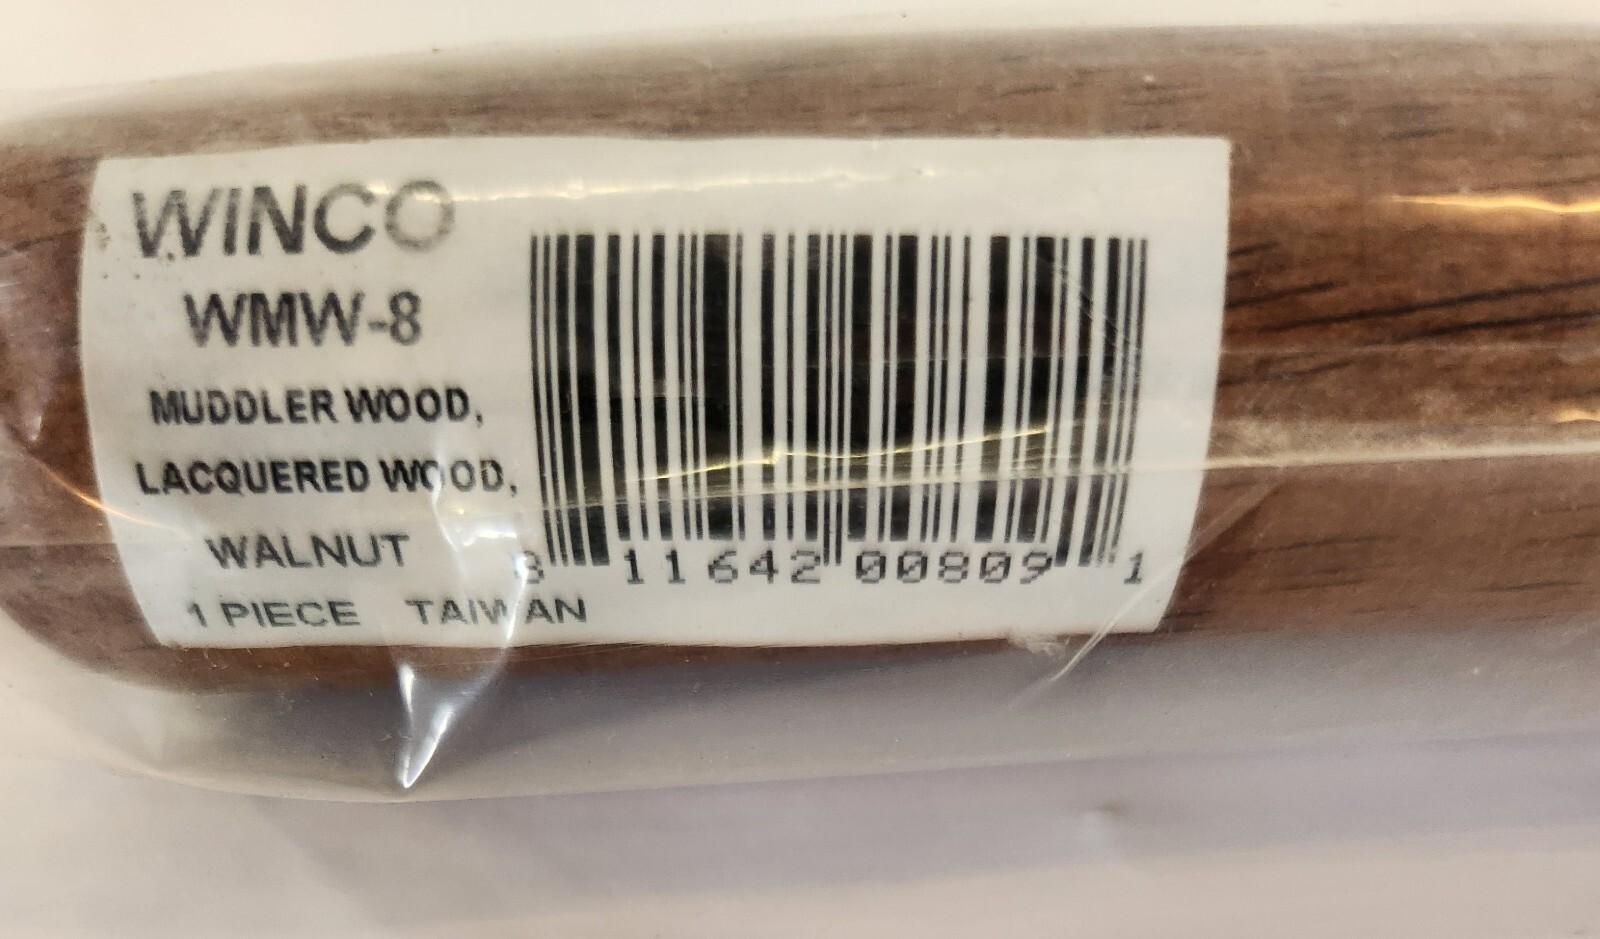 WINCO
WMW-8
MUDDLER WOOD,
LACQUERED WOOD,
WALNUT
1 PIECE TAIWAN
8 11642 00809 1